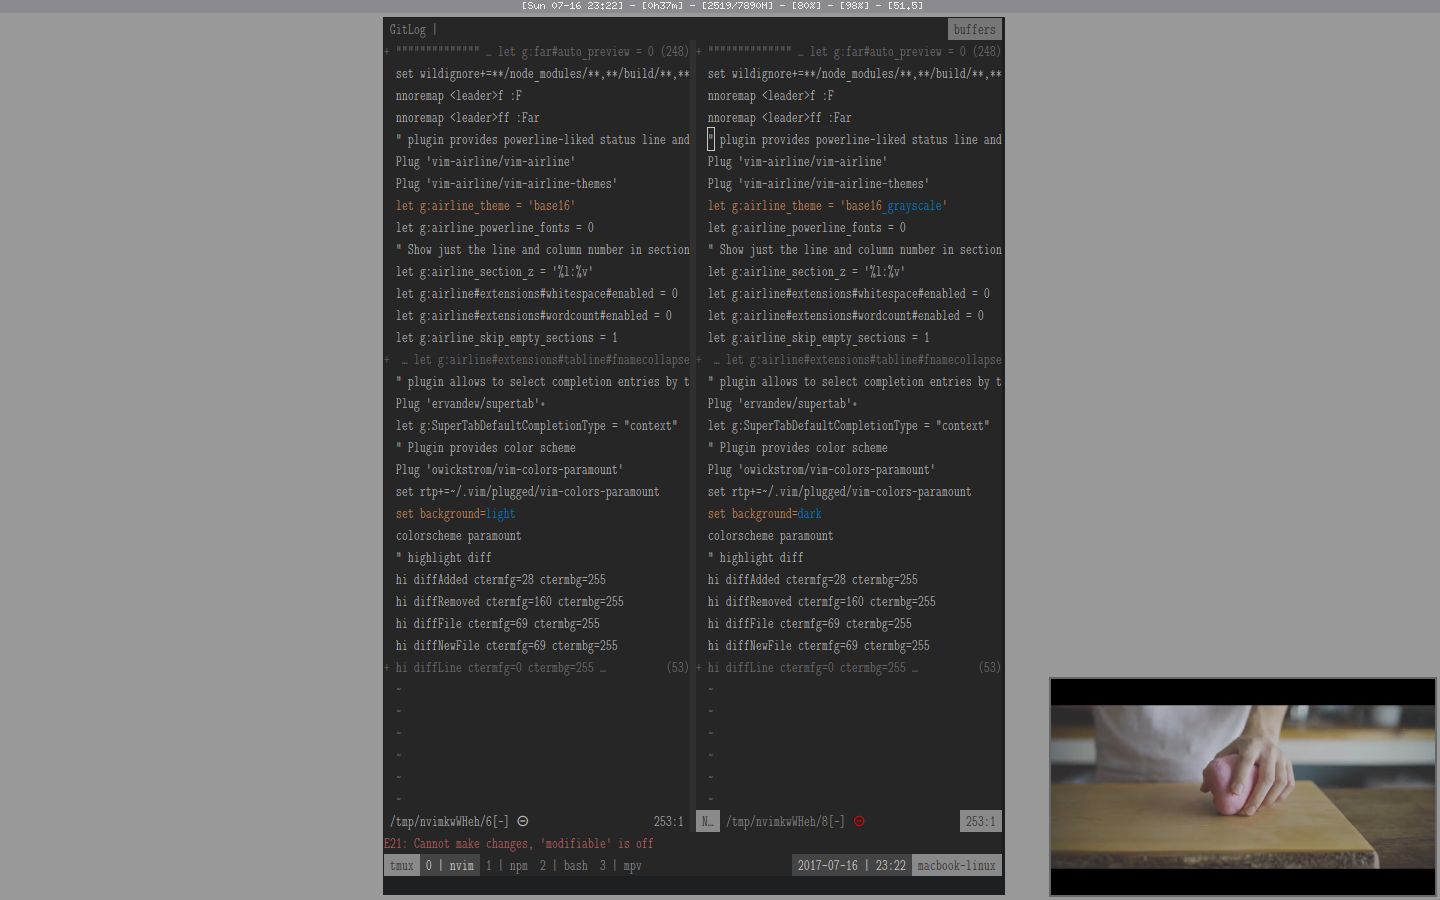 [Sun 07-16 23:22] - [0h37m] - [2519/7890M] - [80%] - [98%] - [51.5]
GitLog | buffers
+ """""""""""""" … let g:far#auto_preview = 0 (248)
set wildignore+=**/node_modules/**,**/build/**,**
nnoremap <leader>f :F
nnoremap <leader>ff :Far
" plugin provides powerline-liked status line and
Plug 'vim-airline/vim-airline'
Plug 'vim-airline/vim-airline-themes'
let g:airline_theme = 'base16'
let g:airline_powerline_fonts = 0
" Show just the line and column number in section
let g:airline_section_z = '%l:%v'
let g:airline#extensions#whitespace#enabled = 0
let g:airline#extensions#wordcount#enabled = 0
let g:airline_skip_empty_sections = 1
+ … let g:airline#extensions#tabline#fnamecollapse
" plugin allows to select completion entries by t
Plug 'ervandew/supertab'·
let g:SuperTabDefaultCompletionType = "context"
" Plugin provides color scheme
Plug 'owickstrom/vim-colors-paramount'
set rtp+=~/.vim/plugged/vim-colors-paramount
set background=light
colorscheme paramount
" highlight diff
hi diffAdded ctermfg=28 ctermbg=255
hi diffRemoved ctermfg=160 ctermbg=255
hi diffFile ctermfg=69 ctermbg=255
hi diffNewFile ctermfg=69 ctermbg=255
+ hi diffLine ctermfg=0 ctermbg=255 … (53)
~
~
~
~
~
~
/tmp/nvimkwWHeh/6[-] ⊝ 253:1
+ """""""""""""" … let g:far#auto_preview = 0 (248)
set wildignore+=**/node_modules/**,**/build/**,**
nnoremap <leader>f :F
nnoremap <leader>ff :Far
" plugin provides powerline-liked status line and
Plug 'vim-airline/vim-airline'
Plug 'vim-airline/vim-airline-themes'
let g:airline_theme = 'base16_grayscale'
let g:airline_powerline_fonts = 0
" Show just the line and column number in section
let g:airline_section_z = '%l:%v'
let g:airline#extensions#whitespace#enabled = 0
let g:airline#extensions#wordcount#enabled = 0
let g:airline_skip_empty_sections = 1
+ … let g:airline#extensions#tabline#fnamecollapse
" plugin allows to select completion entries by t
Plug 'ervandew/supertab'·
let g:SuperTabDefaultCompletionType = "context"
" Plugin provides color scheme
Plug 'owickstrom/vim-colors-paramount'
set rtp+=~/.vim/plugged/vim-colors-paramount
set background=dark
colorscheme paramount
" highlight diff
hi diffAdded ctermfg=28 ctermbg=255
hi diffRemoved ctermfg=160 ctermbg=255
hi diffFile ctermfg=69 ctermbg=255
hi diffNewFile ctermfg=69 ctermbg=255
+ hi diffLine ctermfg=0 ctermbg=255 … (53)
~
~
~
~
~
~
N… /tmp/nvimkwWHeh/8[-] ⊝ 253:1
E21: Cannot make changes, 'modifiable' is off
tmux 0 | nvim 1 | npm 2 | bash 3 | mpv 2017-07-16 | 23:22 macbook-linux